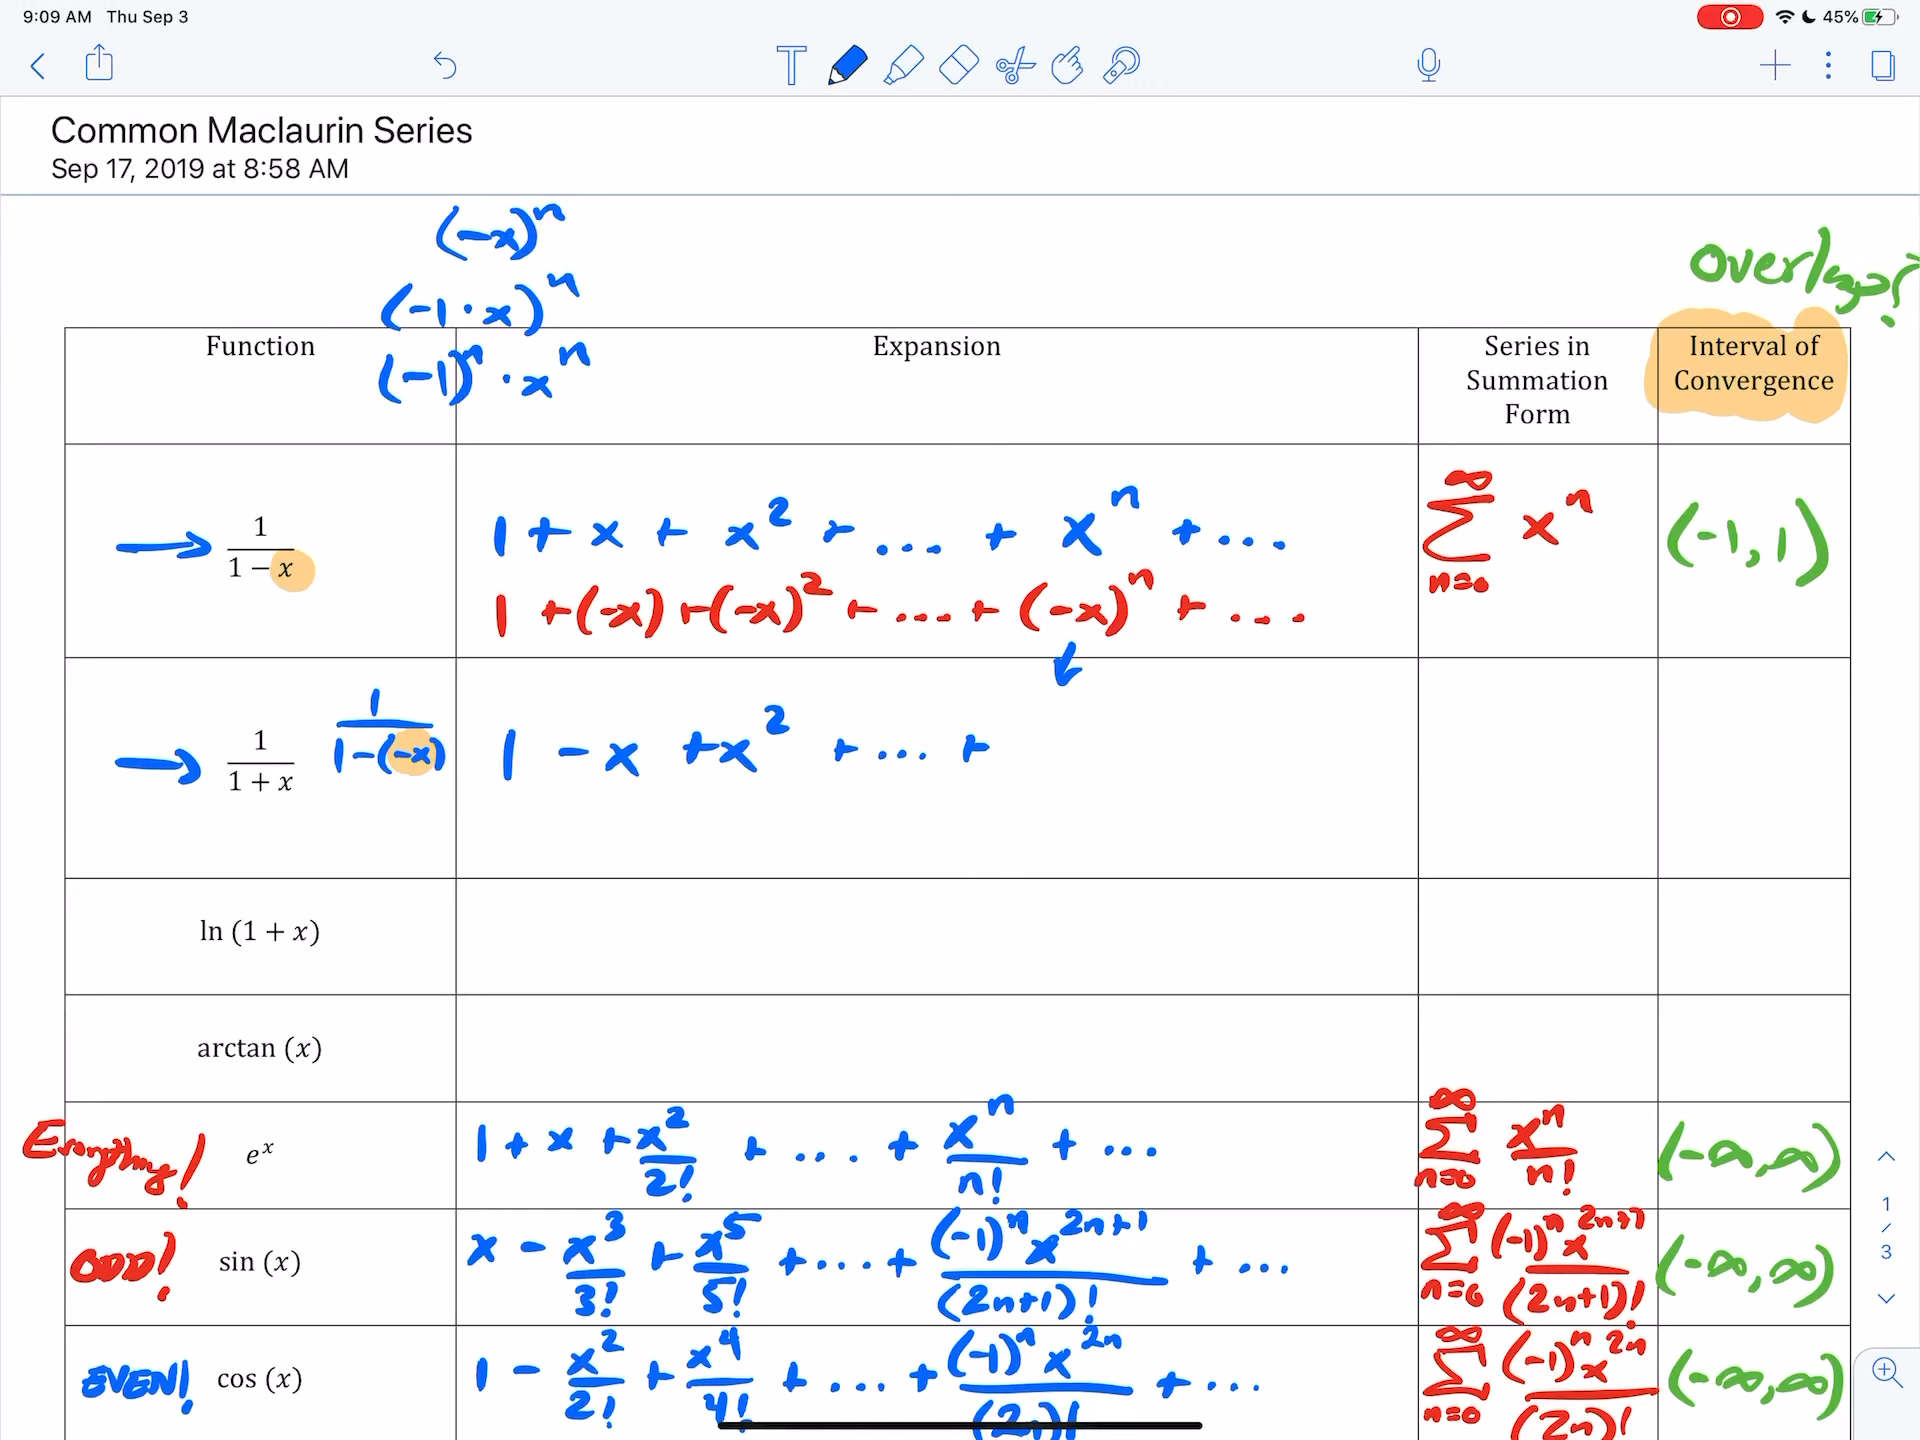 9:09 AM Thu Sep 3
45%
Common Maclaurin Series
Sep 17, 2019 at 8:58 AM
(-x)^n
(-1·x)^n
(-1)^n · x^n
overlap?
Function
Expansion
Series in
Summation
Form
Interval of
Convergence
→ 1/(1 − x)
1 + x + x^2 + ... + x^n + ...
1 + (-x) + (-x)^2 + ... + (-x)^n + ...
∞ ∑ n=0 x^n
(-1, 1)
→ 1/(1 + x)
1/(1-(-x))
1 - x + x^2 + ... +
ln (1 + x)
arctan (x)
Everything!
e^x
1 + x + x^2/2! + .... + x^n/n! + ...
∞ ∑ n=0 x^n/n!
(-∞, ∞)
ODD!
sin (x)
x - x^3/3! + x^5/5! + .... + (-1)^n x^(2n+1)/(2n+1)! + ...
∞ ∑ n=0 (-1)^n x^(2n+1)/(2n+1)!
(-∞, ∞)
EVEN!
cos (x)
1 - x^2/2! + x^4/4! + ... + (-1)^n x^(2n)/(2n)! + ...
∞ ∑ n=0 (-1)^n x^(2n)/(2n)!
(-∞, ∞)
1
/
3